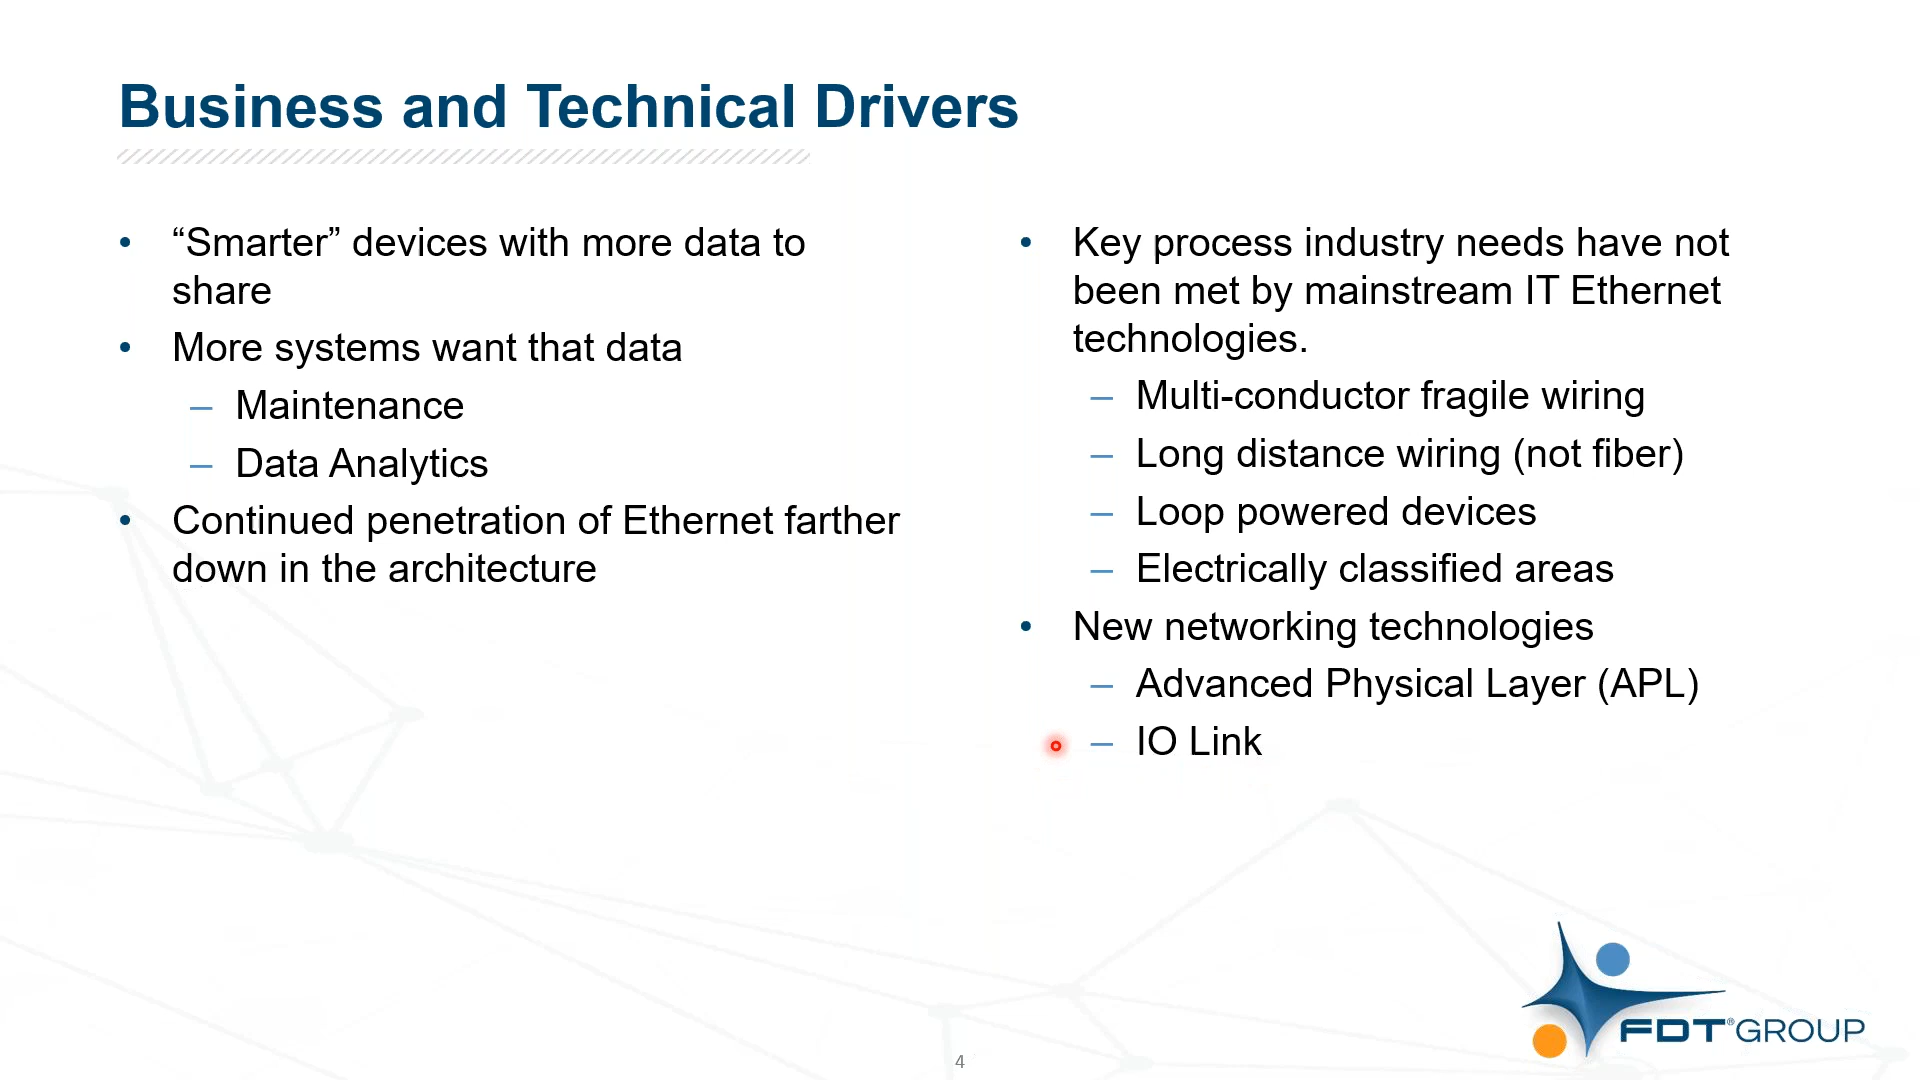 Business and Technical Drivers
• “Smarter” devices with more data to
share
• More systems want that data
– Maintenance
– Data Analytics
• Continued penetration of Ethernet farther
down in the architecture
• Key process industry needs have not
been met by mainstream IT Ethernet
technologies.
– Multi-conductor fragile wiring
– Long distance wiring (not fiber)
– Loop powered devices
– Electrically classified areas
• New networking technologies
– Advanced Physical Layer (APL)
– IO Link
FDT® GROUP
4